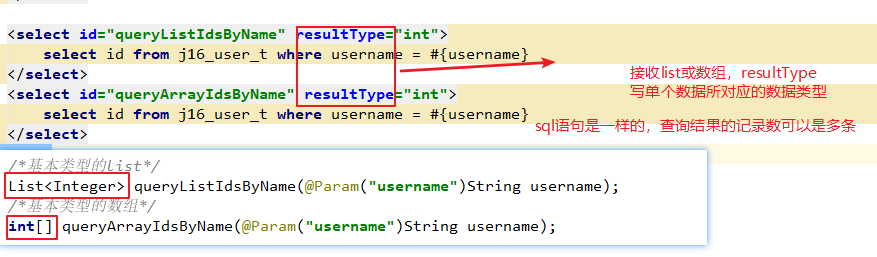 <select id="queryListIdsByName" resultType="int">
select id from j16_user_t where username = #{username}
</select>
<select id="queryArrayIdsByName" resultType="int">
select id from j16_user_t where username = #{username}
</select>
接收list或数组，resultType
写单个数据所对应的数据类型
sql语句是一样的，查询结果的记录数可以是多条
/*基本类型的list*/
List<Integer> queryListIdsByName(@Param("username")String username);
/*基本类型的数组*/
int[] queryArrayIdsByName(@Param("username")String username);